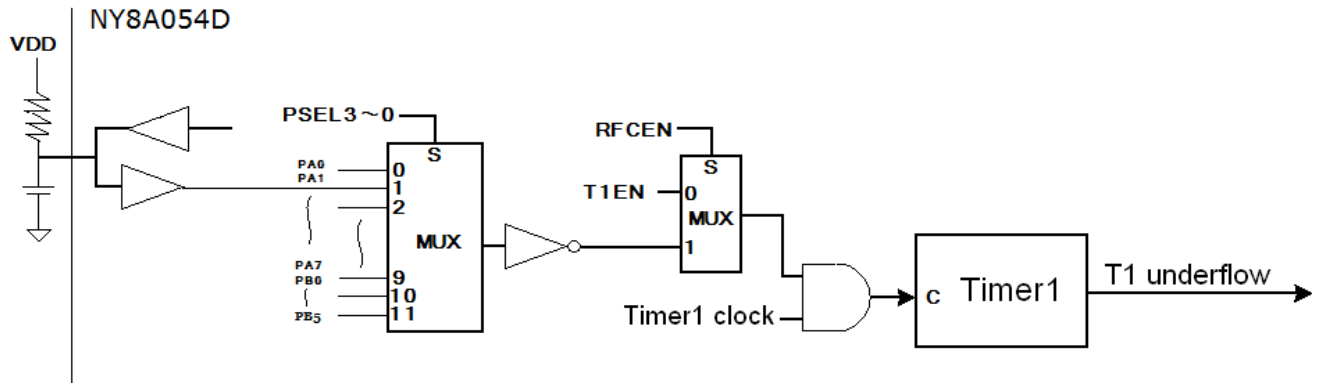 NY8A054D
VDD
PSEL3~0
RFCEN
S
S
PA0
0
PA1
1
T1EN
0
2
MUX
MUX
1
PA7
9
PB0
10
PB5
11
Timer1 clock
C
Timer1
T1 underflow